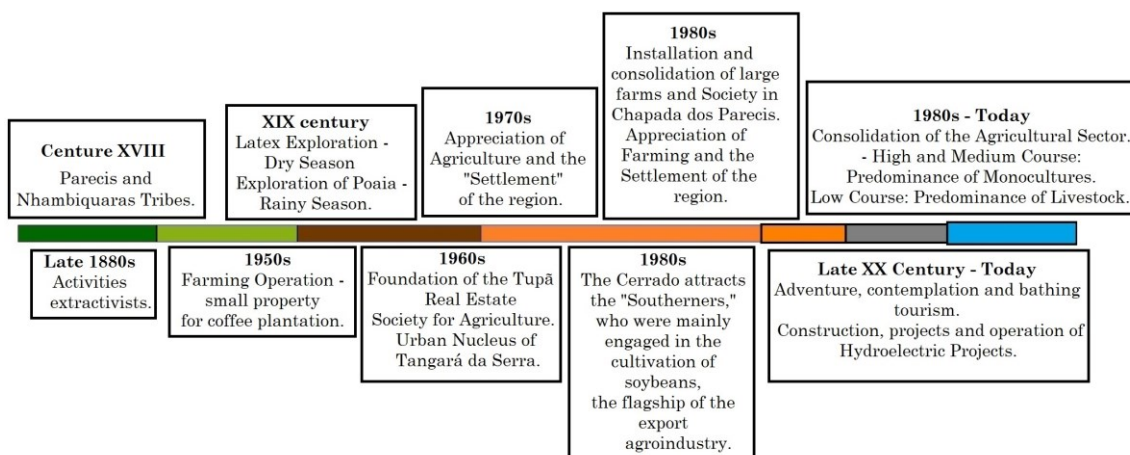 Centure XVIII
Parecis and
Nhambiquaras Tribes.
Late 1880s
Activities
extractivists.
XIX century
Latex Exploration -
Dry Season
Exploration of Poaia -
Rainy Season.
1950s
Farming Operation -
small property
for coffee plantation.
1970s
Appreciation of
Agriculture and the
"Settlement"
of the region.
1960s
Foundation of the Tupã
Real Estate
Society for Agriculture.
Urban Nucleus of
Tangará da Serra.
1980s
Installation and
consolidation of large
farms and Society in
Chapada dos Parecis.
Appreciation of
Farming and the
Settlement of the
region.
1980s
The Cerrado attracts
the "Southerners,"
who were mainly
engaged in the
cultivation of
soybeans,
the flagship of the
export
agroindustry.
1980s - Today
Consolidation of the Agricultural Sector.
- High and Medium Course:
Predominance of Monocultures.
Low Course: Predominance of Livestock.
Late XX Century - Today
Adventure, contemplation and bathing
tourism.
Construction, projects and operation of
Hydroelectric Projects.